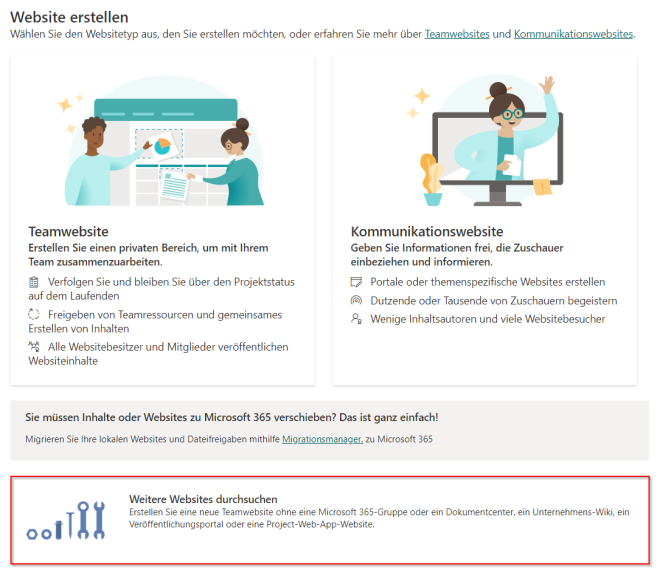 Website erstellen
Wählen Sie den Websitetyp aus, den Sie erstellen möchten, oder erfahren Sie mehr über Teamwebsites und Kommunikationswebsites.
Teamwebsite
Erstellen Sie einen privaten Bereich, um mit Ihrem
Team zusammenzuarbeiten.
Verfolgen Sie und bleiben Sie über den Projektstatus
auf dem Laufenden
Freigeben von Teamressourcen und gemeinsames
Erstellen von Inhalten
Alle Websitebesitzer und Mitglieder veröffentlichen
Websiteinhalte
Kommunikationswebsite
Geben Sie Informationen frei, die Zuschauer
einbeziehen und informieren.
Portale oder themenspezifische Websites erstellen
Dutzende oder Tausende von Zuschauern begeistern
Wenige Inhaltsautoren und viele Websitebesucher
Sie müssen Inhalte oder Websites zu Microsoft 365 verschieben? Das ist ganz einfach!
Migrieren Sie Ihre lokalen Websites und Dateifreigaben mithilfe Migrationsmanager. zu Microsoft 365
Weitere Websites durchsuchen
Erstellen Sie eine neue Teamwebsite ohne eine Microsoft 365-Gruppe oder ein Dokumentcenter, ein Unternehmens-Wiki, ein
Veröffentlichungsportal oder eine Project-Web-App-Website.